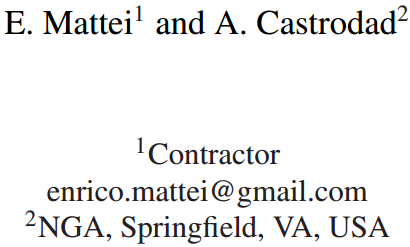 E. Mattei¹ and A. Castrodad²
¹Contractor
enrico.mattei@gmail.com
²NGA, Springfield, VA, USA